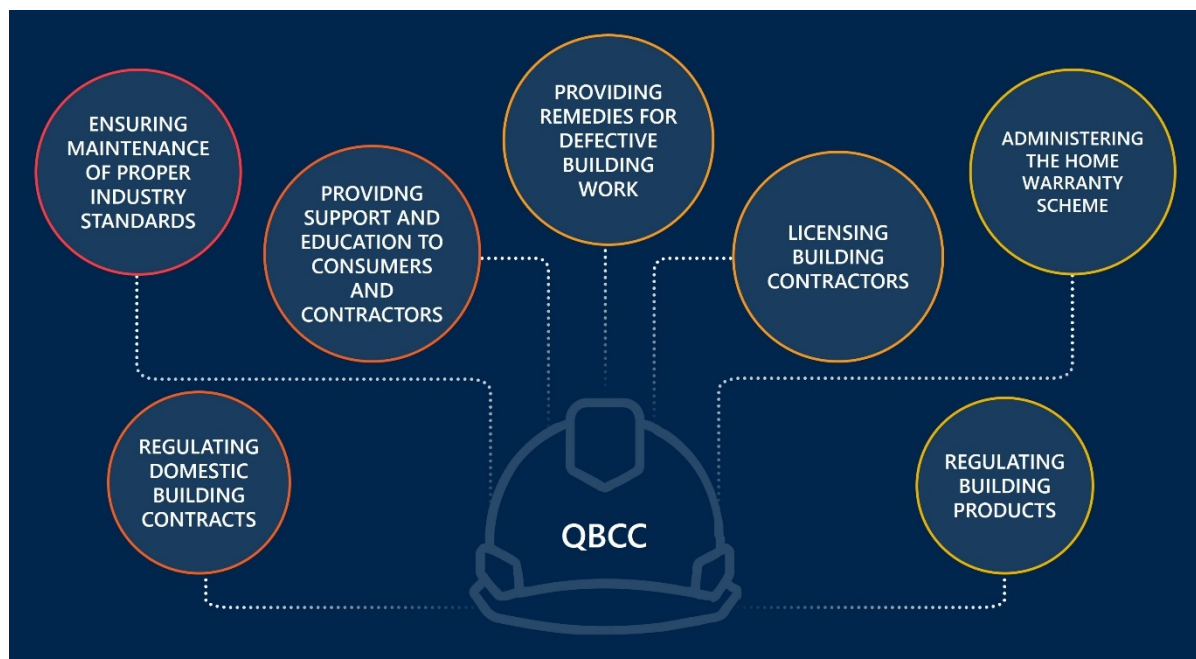 ENSURING
MAINTENANCE
OF PROPER
INDUSTRY
STANDARDS
PROVIDNG
SUPPORT AND
EDUCATION TO
CONSUMERS
AND
CONTRACTORS
PROVIDING
REMEDIES FOR
DEFECTIVE
BUILDING
WORK
LICENSING
BUILDING
CONTRACTORS
ADMINISTERING
THE HOME
WARRANTY
SCHEME
REGULATING
DOMESTIC
BUILDING
CONTRACTS
QBCC
REGULATING
BUILDING
PRODUCTS